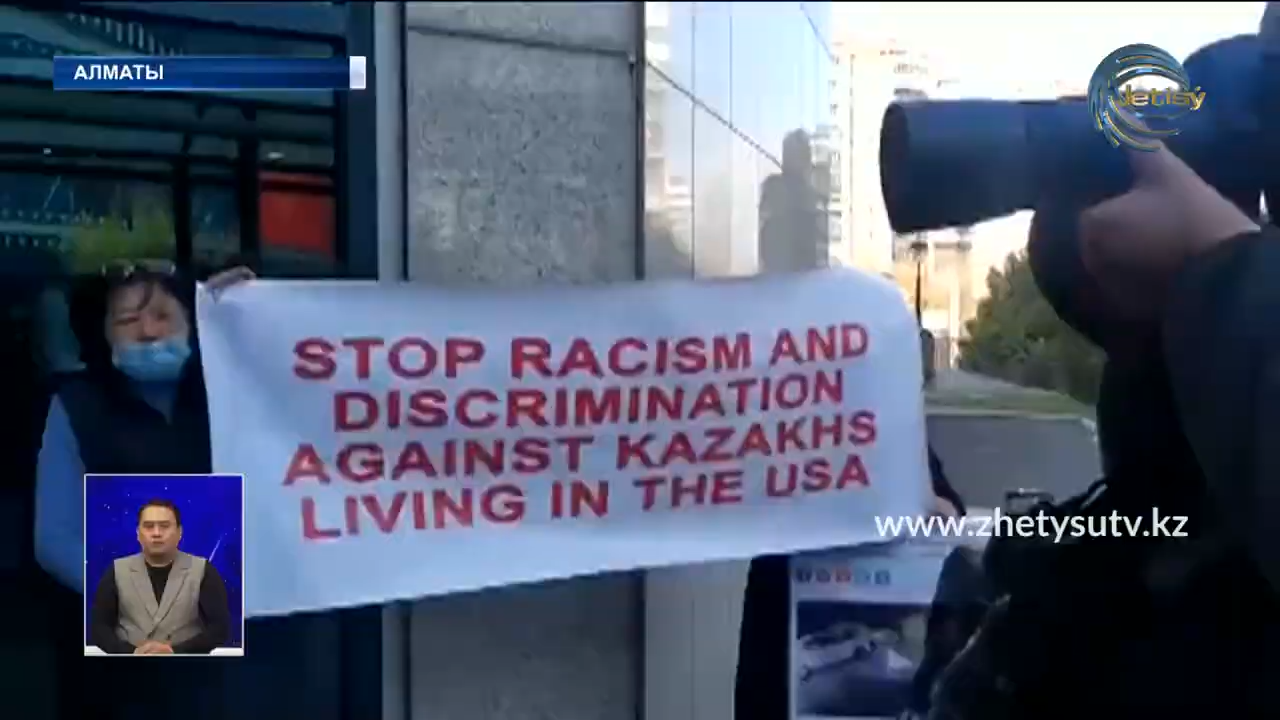 АЛМАТЫ
Jetisý
STOP RACISM AND
DISCRIMINATION
AGAINST KAZAKHS
LIVING IN THE USA
www.zhetysutv.kz